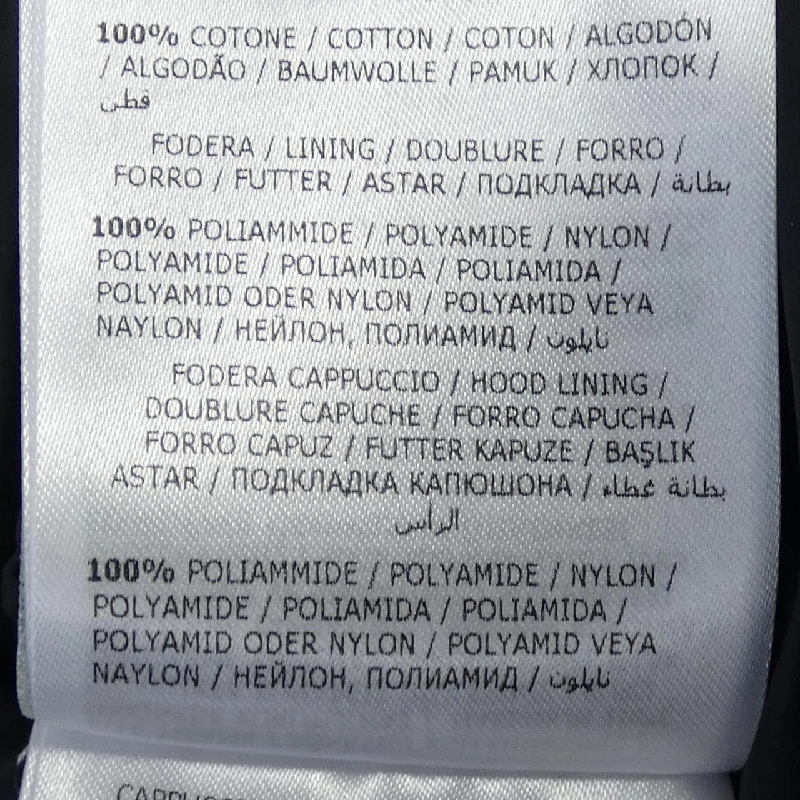 100% COTONE / COTTON / COTON / ALGODÓN
/ ALGODÃO / BAUMWOLLE / PAMUK / ХЛОПОК /
قطن
FODERA / LINING / DOUBLURE / FORRO /
FORRO / FUTTER / ASTAR / ПОДКЛАДКА / بطانة
100% POLIAMMIDE / POLYAMIDE / NYLON /
POLYAMIDE / POLIAMIDA / POLIAMIDA /
POLYAMID ODER NYLON / POLYAMID VEYA
NAYLON / НЕЙЛОН, ПОЛИАМИД / نايلون
FODERA CAPPUCCIO / HOOD LINING /
DOUBLURE CAPUCHE / FORRO CAPUCHA /
FORRO CAPUZ / FUTTER KAPUZE / BAŞLIK
ASTAR / ПОДКЛАДКА КАПЮШОНА / بطانة غطاء
الرأس
100% POLIAMMIDE / POLYAMIDE / NYLON /
POLYAMIDE / POLIAMIDA / POLIAMIDA /
POLYAMID ODER NYLON / POLYAMID VEYA
NAYLON / НЕЙЛОН, ПОЛИАМИД / نايلون